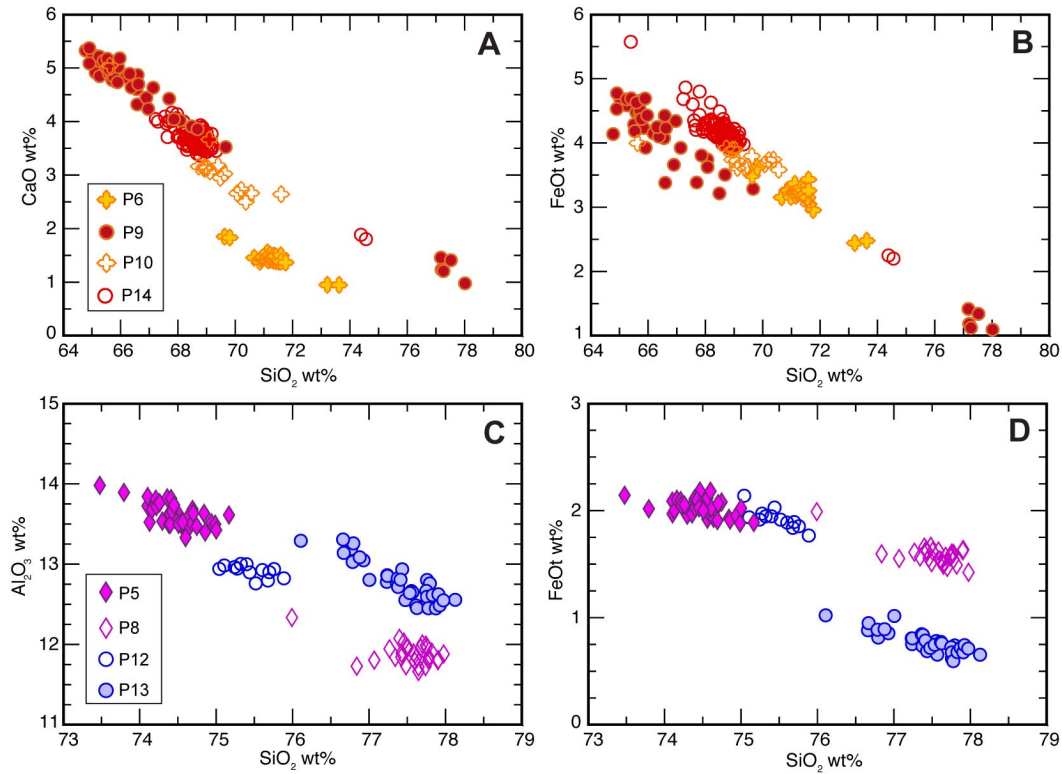 A
CaO wt%
6
5
4
3
2
1
0
P6
P9
P10
P14
64 66 68 70 72 74 76 78 80
SiO₂ wt%
B
FeOt wt%
6
5
4
3
2
1
64 66 68 70 72 74 76 78 80
SiO₂ wt%
C
Al₂O₃ wt%
15
14
13
12
11
P5
P8
P12
P13
73 74 75 76 77 78 79
SiO₂ wt%
D
FeOt wt%
3
2
1
0
73 74 75 76 77 78 79
SiO₂ wt%